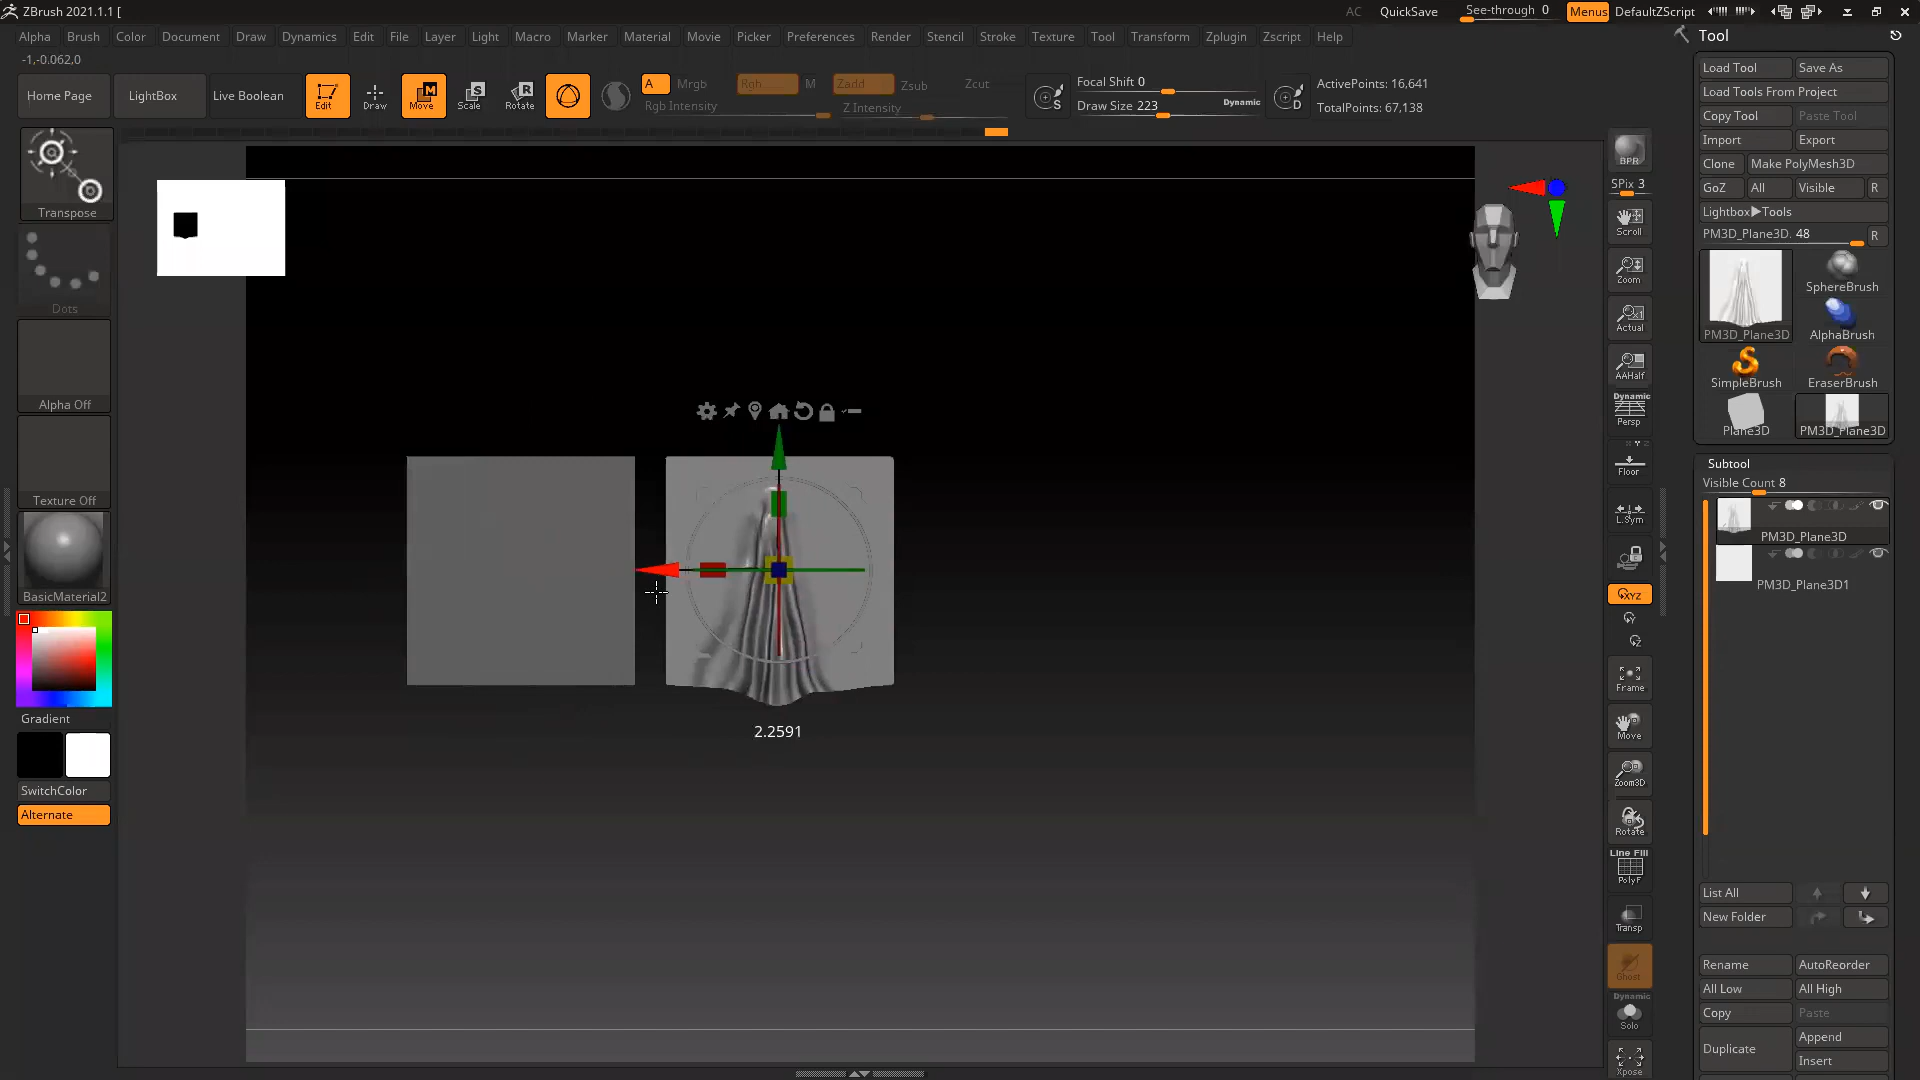 ZBrush 2021.1.1 [
AC
QuickSave
See-through 0
Menus
DefaultZScript
Alpha Brush Color Document Draw Dynamics Edit File Layer Light Macro Marker Material Movie Picker Preferences Render Stencil Stroke Texture Tool Transform Zplugin Zscript Help
-1,-0.062,0
Home Page
LightBox
Live Boolean
Edit
Draw
Move
Scale
Rotate
A
Mrgb
Rgb
M
Rgb Intensity
Zadd
Zsub
Zcut
Z Intensity
S
Focal Shift 0
Draw Size 223
Dynamic
D
ActivePoints: 16,641
TotalPoints: 67,138
Transpose
Dots
Alpha Off
Texture Off
BasicMaterial2
Gradient
SwitchColor
Alternate
2.2591
BPR
SPix 3
Scroll
Zoom
Actual
AAHalf
Dynamic
Persp
Floor
L.Sym
XYZ
Y
Z
Frame
Move
Zoom3D
Rotate
Line Fill
PolyF
Transp
Ghost
Dynamic
Solo
Xpose
Tool
Load Tool
Save As
Load Tools From Project
Copy Tool
Paste Tool
Import
Export
Clone
Make PolyMesh3D
GoZ
All
Visible
R
Lightbox▶Tools
PM3D_Plane3D. 48
R
PM3D_Plane3D
SphereBrush
AlphaBrush
SimpleBrush
EraserBrush
Plane3D
PM3D_Plane3D
Subtool
Visible Count 8
PM3D_Plane3D
PM3D_Plane3D1
List All
New Folder
Rename
AutoReorder
All Low
All High
Copy
Paste
Duplicate
Append
Insert